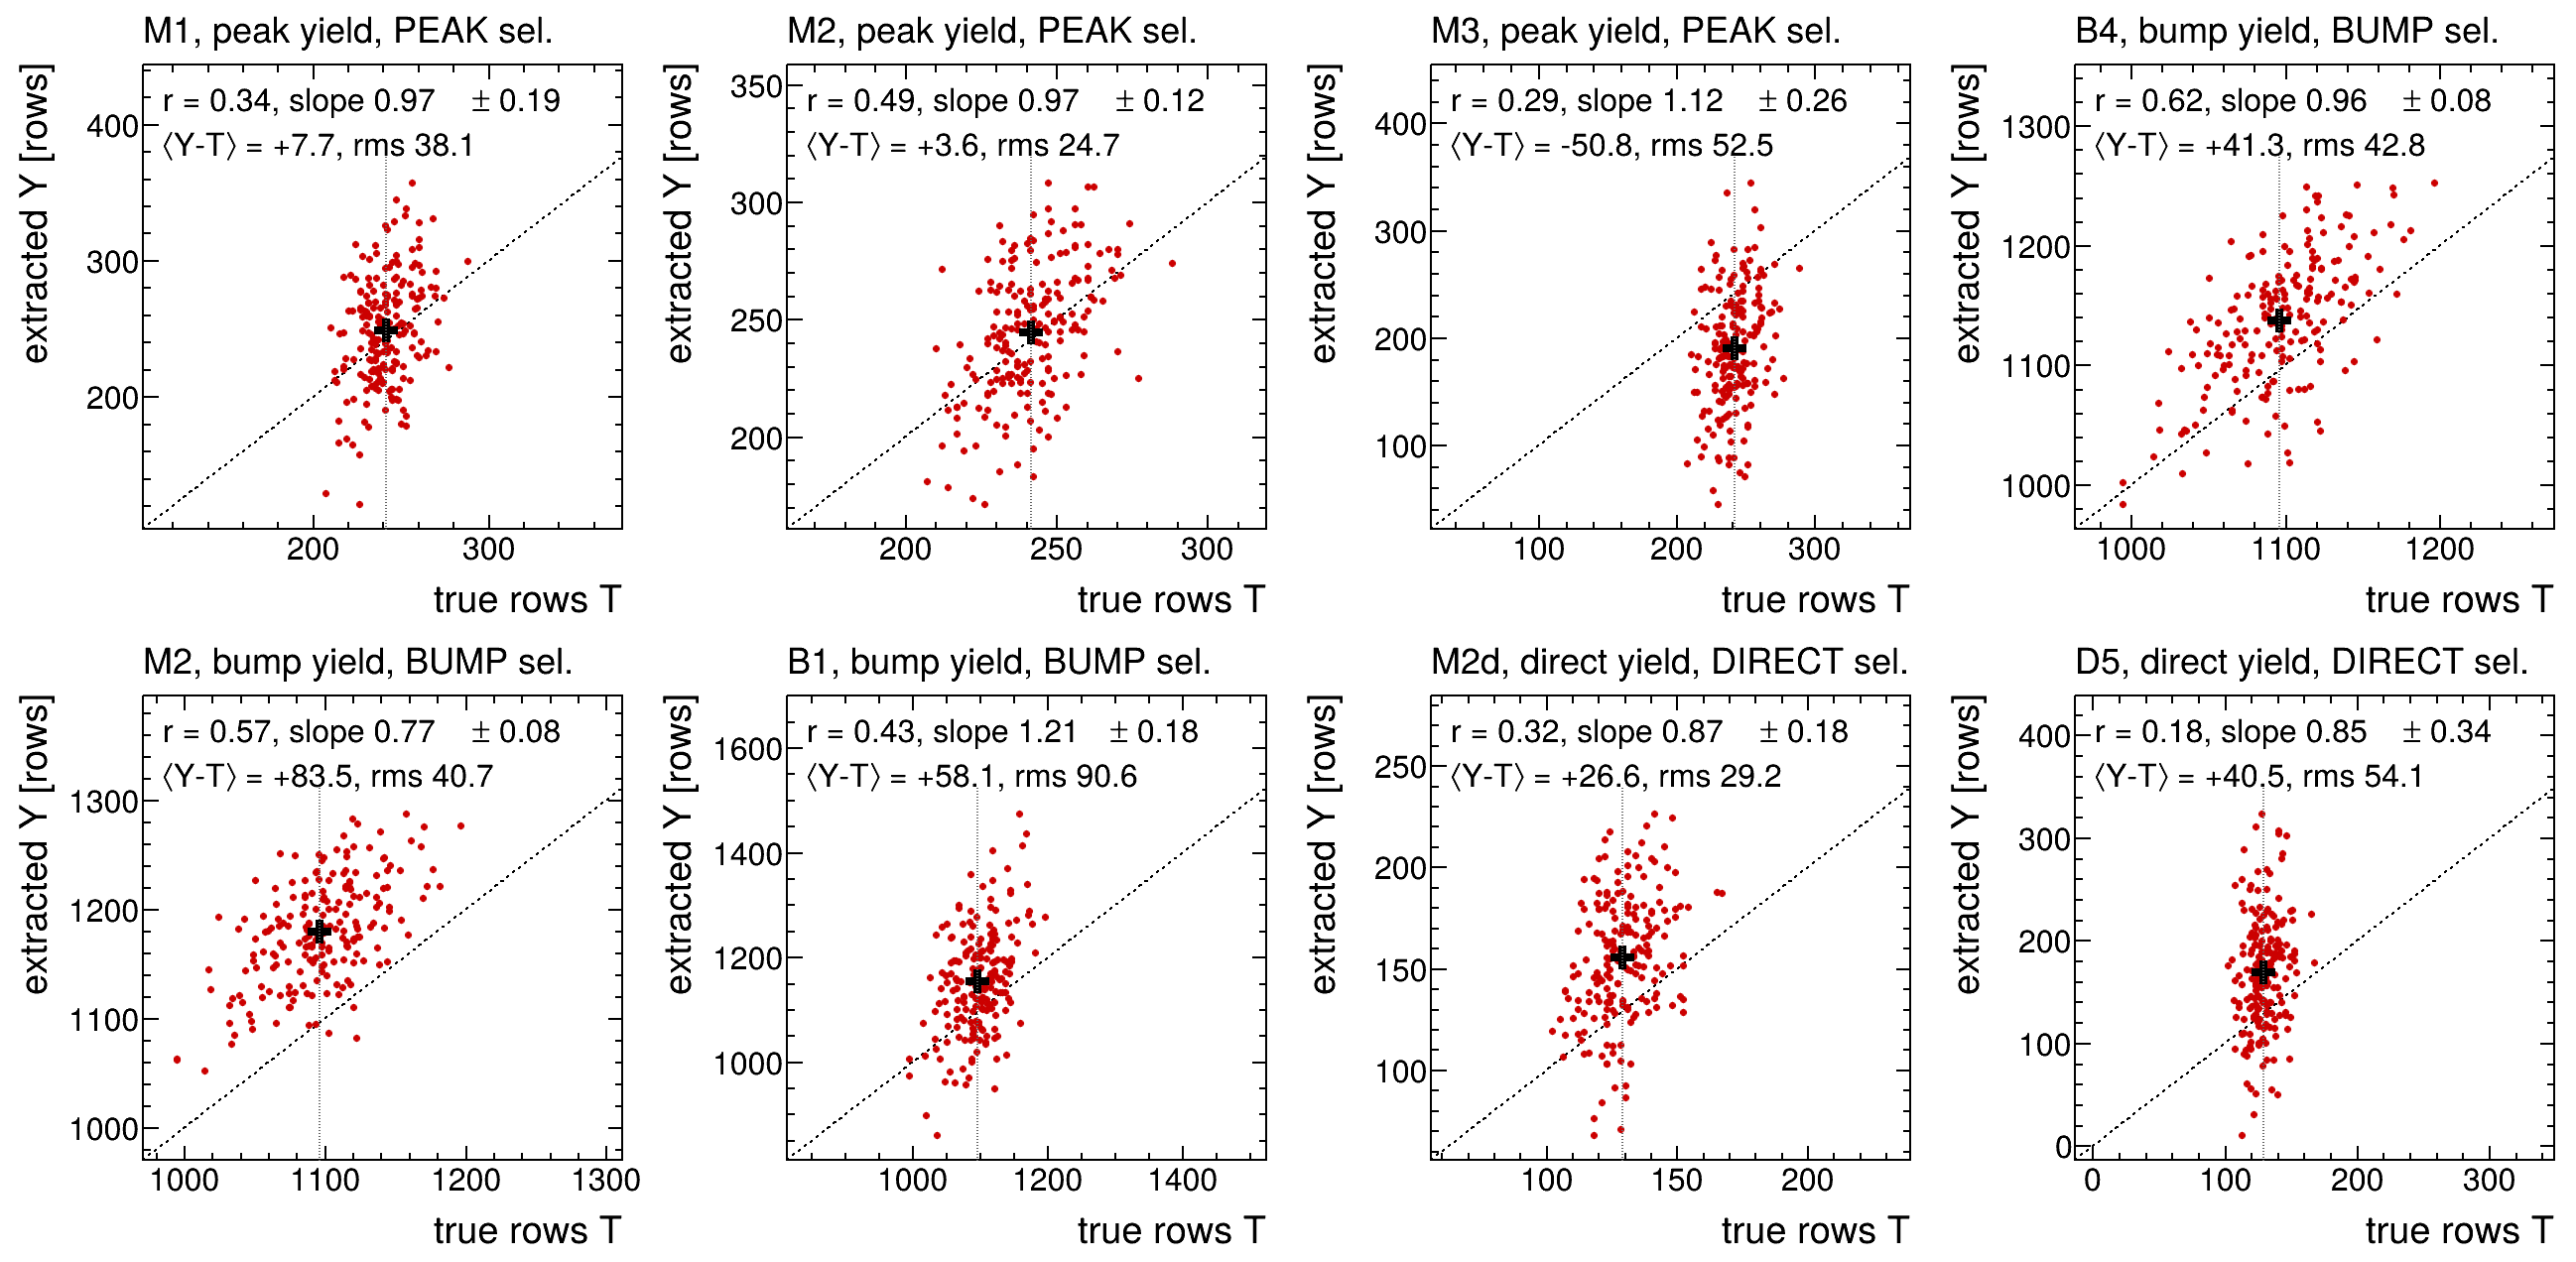 M1, peak yield, PEAK sel.
extracted Y [rows]
r = 0.34, slope 0.97 ± 0.19
⟨Y-T⟩ = +7.7, rms 38.1
400
300
200
200 300
true rows T
M2, peak yield, PEAK sel.
extracted Y [rows]
r = 0.49, slope 0.97 ± 0.12
⟨Y-T⟩ = +3.6, rms 24.7
350
300
250
200
200 250 300
true rows T
M3, peak yield, PEAK sel.
extracted Y [rows]
r = 0.29, slope 1.12 ± 0.26
⟨Y-T⟩ = -50.8, rms 52.5
400
300
200
100
100 200 300
true rows T
B4, bump yield, BUMP sel.
extracted Y [rows]
r = 0.62, slope 0.96 ± 0.08
⟨Y-T⟩ = +41.3, rms 42.8
1300
1200
1100
1000
1000 1100 1200
true rows T
M2, bump yield, BUMP sel.
extracted Y [rows]
r = 0.57, slope 0.77 ± 0.08
⟨Y-T⟩ = +83.5, rms 40.7
1300
1200
1100
1000
1000 1100 1200 1300
true rows T
B1, bump yield, BUMP sel.
extracted Y [rows]
r = 0.43, slope 1.21 ± 0.18
⟨Y-T⟩ = +58.1, rms 90.6
1600
1400
1200
1000
1000 1200 1400
true rows T
M2d, direct yield, DIRECT sel.
extracted Y [rows]
r = 0.32, slope 0.87 ± 0.18
⟨Y-T⟩ = +26.6, rms 29.2
250
200
150
100
100 150 200
true rows T
D5, direct yield, DIRECT sel.
extracted Y [rows]
r = 0.18, slope 0.85 ± 0.34
⟨Y-T⟩ = +40.5, rms 54.1
400
300
200
100
0
0 100 200 300
true rows T